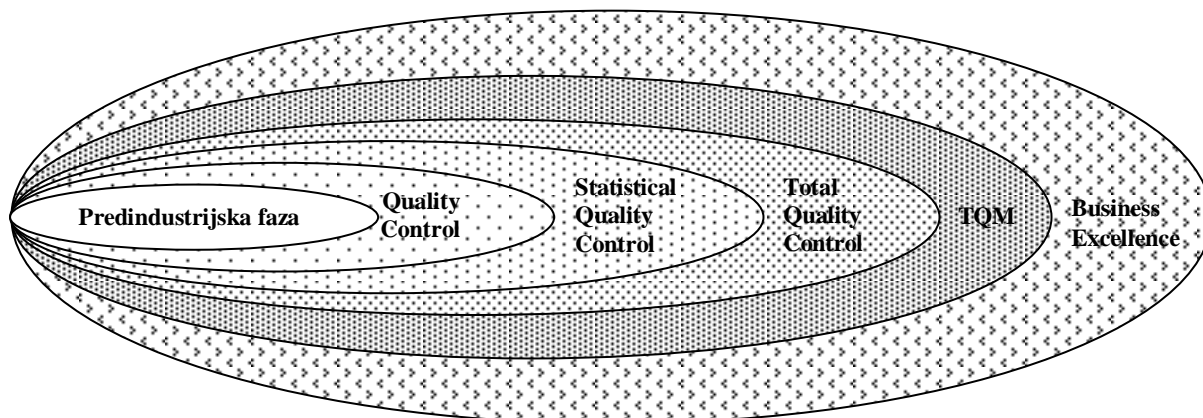 Predindustrijska faza
Quality
Control
Statistical
Quality
Control
Total
Quality
Control
TQM
Business
Excellence